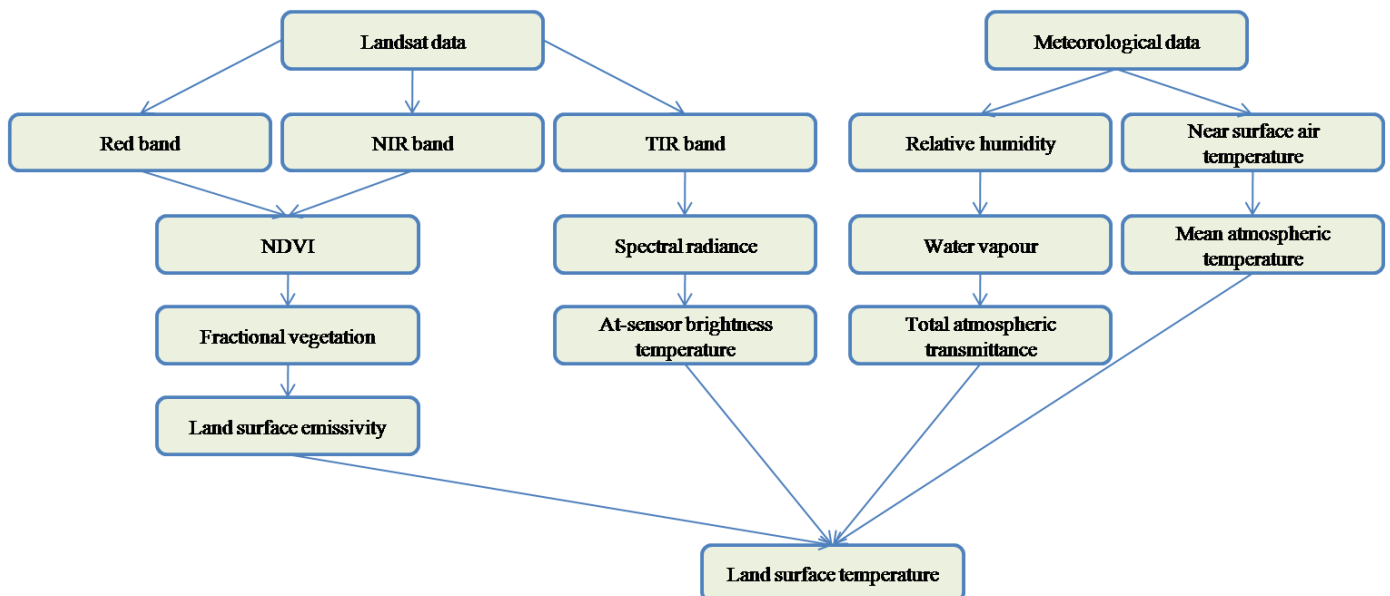 Landsat data
Meteorological data
Red band
NIR band
TIR band
Relative humidity
Near surface air
temperature
NDVI
Spectral radiance
Water vapour
Mean atmospheric
temperature
Fractional vegetation
At-sensor brightness
temperature
Total atmospheric
transmittance
Land surface emissivity
Land surface temperature